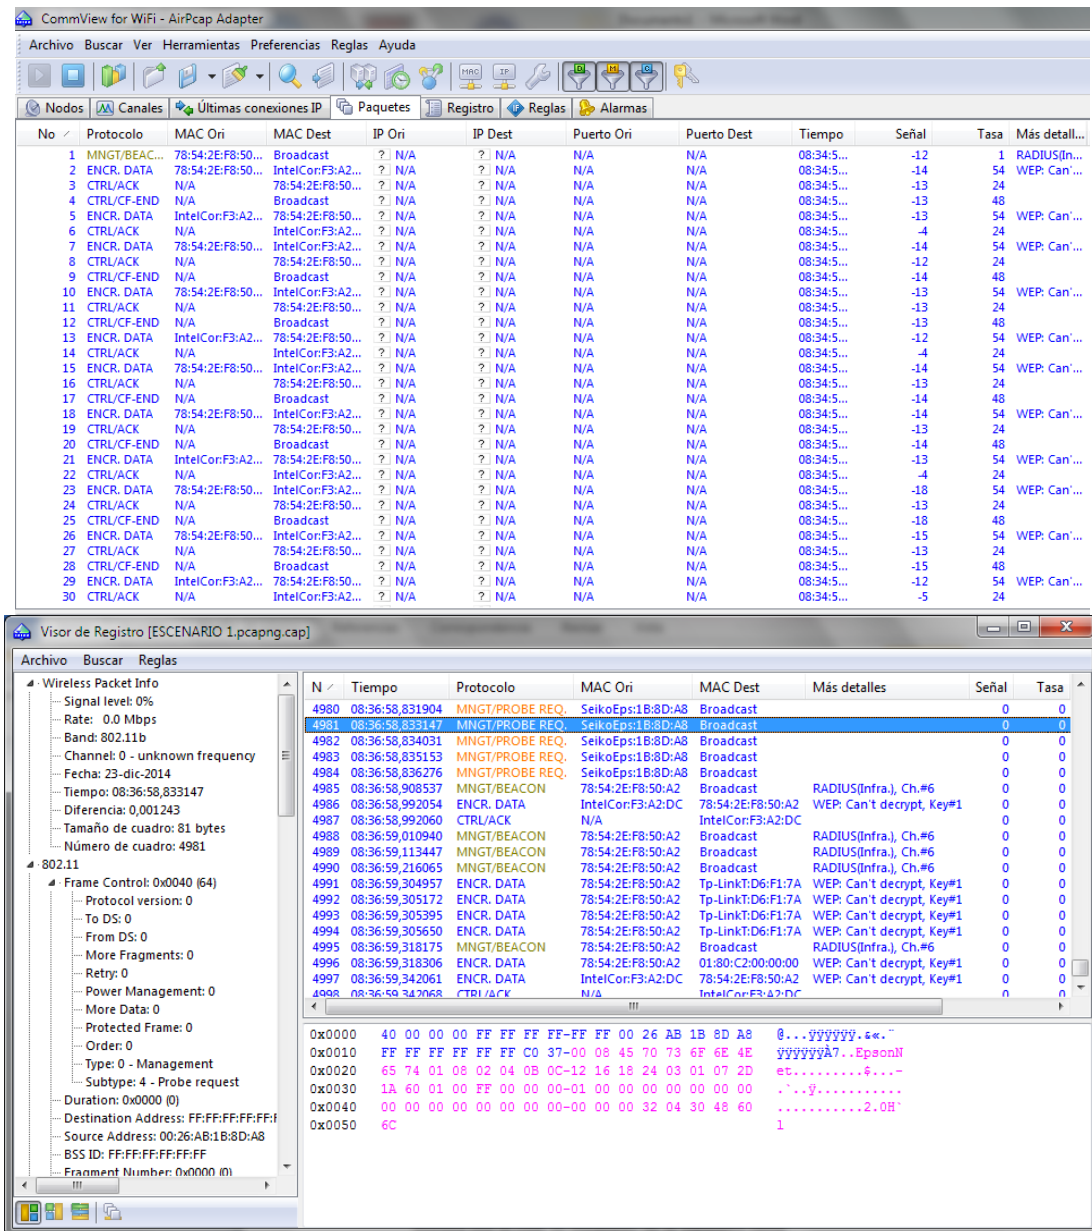 CommView for WiFi - AirPcap Adapter
Archivo Buscar Ver Herramientas Preferencias Reglas Ayuda
Nodos Canales Últimas conexiones IP Paquetes Registro Reglas Alarmas
No Protocolo MAC Ori MAC Dest IP Ori IP Dest Puerto Ori Puerto Dest Tiempo Señal Tasa Más detall...
1 MNGT/BEAC... 78:54:2E:F8:50... Broadcast ? N/A ? N/A N/A N/A 08:34:5... -12 1 RADIUS(In...
2 ENCR. DATA 78:54:2E:F8:50... IntelCor:F3:A2... ? N/A ? N/A N/A N/A 08:34:5... -14 54 WEP: Can'...
3 CTRL/ACK N/A 78:54:2E:F8:50... ? N/A ? N/A N/A N/A 08:34:5... -13 24
4 CTRL/CF-END N/A Broadcast ? N/A ? N/A N/A N/A 08:34:5... -13 48
5 ENCR. DATA IntelCor:F3:A2... 78:54:2E:F8:50... ? N/A ? N/A N/A N/A 08:34:5... -13 54 WEP: Can'...
6 CTRL/ACK N/A IntelCor:F3:A2... ? N/A ? N/A N/A N/A 08:34:5... -4 24
7 ENCR. DATA 78:54:2E:F8:50... IntelCor:F3:A2... ? N/A ? N/A N/A N/A 08:34:5... -14 54 WEP: Can'...
8 CTRL/ACK N/A 78:54:2E:F8:50... ? N/A ? N/A N/A N/A 08:34:5... -12 24
9 CTRL/CF-END N/A Broadcast ? N/A ? N/A N/A N/A 08:34:5... -14 48
10 ENCR. DATA 78:54:2E:F8:50... IntelCor:F3:A2... ? N/A ? N/A N/A N/A 08:34:5... -13 54 WEP: Can'...
11 CTRL/ACK N/A 78:54:2E:F8:50... ? N/A ? N/A N/A N/A 08:34:5... -13 24
12 CTRL/CF-END N/A Broadcast ? N/A ? N/A N/A N/A 08:34:5... -13 48
13 ENCR. DATA IntelCor:F3:A2... 78:54:2E:F8:50... ? N/A ? N/A N/A N/A 08:34:5... -12 54 WEP: Can'...
14 CTRL/ACK N/A IntelCor:F3:A2... ? N/A ? N/A N/A N/A 08:34:5... -4 24
15 ENCR. DATA 78:54:2E:F8:50... IntelCor:F3:A2... ? N/A ? N/A N/A N/A 08:34:5... -14 54 WEP: Can'...
16 CTRL/ACK N/A 78:54:2E:F8:50... ? N/A ? N/A N/A N/A 08:34:5... -13 24
17 CTRL/CF-END N/A Broadcast ? N/A ? N/A N/A N/A 08:34:5... -14 48
18 ENCR. DATA 78:54:2E:F8:50... IntelCor:F3:A2... ? N/A ? N/A N/A N/A 08:34:5... -14 54 WEP: Can'...
19 CTRL/ACK N/A 78:54:2E:F8:50... ? N/A ? N/A N/A N/A 08:34:5... -13 24
20 CTRL/CF-END N/A Broadcast ? N/A ? N/A N/A N/A 08:34:5... -14 48
21 ENCR. DATA IntelCor:F3:A2... 78:54:2E:F8:50... ? N/A ? N/A N/A N/A 08:34:5... -13 54 WEP: Can'...
22 CTRL/ACK N/A IntelCor:F3:A2... ? N/A ? N/A N/A N/A 08:34:5... -4 24
23 ENCR. DATA 78:54:2E:F8:50... IntelCor:F3:A2... ? N/A ? N/A N/A N/A 08:34:5... -18 54 WEP: Can'...
24 CTRL/ACK N/A 78:54:2E:F8:50... ? N/A ? N/A N/A N/A 08:34:5... -13 24
25 CTRL/CF-END N/A Broadcast ? N/A ? N/A N/A N/A 08:34:5... -18 48
26 ENCR. DATA 78:54:2E:F8:50... IntelCor:F3:A2... ? N/A ? N/A N/A N/A 08:34:5... -15 54 WEP: Can'...
27 CTRL/ACK N/A 78:54:2E:F8:50... ? N/A ? N/A N/A N/A 08:34:5... -13 24
28 CTRL/CF-END N/A Broadcast ? N/A ? N/A N/A N/A 08:34:5... -15 48
29 ENCR. DATA IntelCor:F3:A2... 78:54:2E:F8:50... ? N/A ? N/A N/A N/A 08:34:5... -12 54 WEP: Can'...
30 CTRL/ACK N/A IntelCor:F3:A2... ? N/A ? N/A N/A N/A 08:34:5... -5 24
Visor de Registro [ESCENARIO 1.pcapng.cap]
Archivo Buscar Reglas
Wireless Packet Info
Signal level: 0%
Rate: 0.0 Mbps
Band: 802.11b
Channel: 0 - unknown frequency
Fecha: 23-dic-2014
Tiempo: 08:36:58,833147
Diferencia: 0,001243
Tamaño de cuadro: 81 bytes
Número de cuadro: 4981
802.11
Frame Control: 0x0040 (64)
Protocol version: 0
To DS: 0
From DS: 0
More Fragments: 0
Retry: 0
Power Management: 0
More Data: 0
Protected Frame: 0
Order: 0
Type: 0 - Management
Subtype: 4 - Probe request
Duration: 0x0000 (0)
Destination Address: FF:FF:FF:FF:FF:F
Source Address: 00:26:AB:1B:8D:A8
BSS ID: FF:FF:FF:FF:FF:FF
Fragment Number: 0x0000 (0)
N Tiempo Protocolo MAC Ori MAC Dest Más detalles Señal Tasa
4980 08:36:58,831904 MNGT/PROBE REQ. SeikoEps:1B:8D:A8 Broadcast 0 0
4981 08:36:58,833147 MNGT/PROBE REQ. SeikoEps:1B:8D:A8 Broadcast 0 0
4982 08:36:58,834031 MNGT/PROBE REQ. SeikoEps:1B:8D:A8 Broadcast 0 0
4983 08:36:58,835153 MNGT/PROBE REQ. SeikoEps:1B:8D:A8 Broadcast 0 0
4984 08:36:58,836276 MNGT/PROBE REQ. SeikoEps:1B:8D:A8 Broadcast 0 0
4985 08:36:58,908537 MNGT/BEACON 78:54:2E:F8:50:A2 Broadcast RADIUS(Infra.), Ch.#6 0 0
4986 08:36:58,992054 ENCR. DATA IntelCor:F3:A2:DC 78:54:2E:F8:50:A2 WEP: Can't decrypt, Key#1 0 0
4987 08:36:58,992060 CTRL/ACK N/A IntelCor:F3:A2:DC 0 0
4988 08:36:59,010940 MNGT/BEACON 78:54:2E:F8:50:A2 Broadcast RADIUS(Infra.), Ch.#6 0 0
4989 08:36:59,113447 MNGT/BEACON 78:54:2E:F8:50:A2 Broadcast RADIUS(Infra.), Ch.#6 0 0
4990 08:36:59,216065 MNGT/BEACON 78:54:2E:F8:50:A2 Broadcast RADIUS(Infra.), Ch.#6 0 0
4991 08:36:59,304957 ENCR. DATA 78:54:2E:F8:50:A2 Tp-LinkT:D6:F1:7A WEP: Can't decrypt, Key#1 0 0
4992 08:36:59,305172 ENCR. DATA 78:54:2E:F8:50:A2 Tp-LinkT:D6:F1:7A WEP: Can't decrypt, Key#1 0 0
4993 08:36:59,305395 ENCR. DATA 78:54:2E:F8:50:A2 Tp-LinkT:D6:F1:7A WEP: Can't decrypt, Key#1 0 0
4994 08:36:59,305650 ENCR. DATA 78:54:2E:F8:50:A2 Tp-LinkT:D6:F1:7A WEP: Can't decrypt, Key#1 0 0
4995 08:36:59,318175 MNGT/BEACON 78:54:2E:F8:50:A2 Broadcast RADIUS(Infra.), Ch.#6 0 0
4996 08:36:59,318306 ENCR. DATA 78:54:2E:F8:50:A2 01:80:C2:00:00:00 WEP: Can't decrypt, Key#1 0 0
4997 08:36:59,342061 ENCR. DATA IntelCor:F3:A2:DC 78:54:2E:F8:50:A2 WEP: Can't decrypt, Key#1 0 0
4998 08:36:59,342068 CTRL/ACK N/A IntelCor:F3:A2:DC 0 0
0x0000 40 00 00 00 FF FF FF FF-FF FF 00 26 AB 1B 8D A8 @...ÿÿÿÿÿÿ.&«.¨
0x0010 FF FF FF FF FF FF C0 37-00 08 45 70 73 6F 6E 4E ÿÿÿÿÿÿÀ7..EpsonN
0x0020 65 74 01 08 02 04 0B 0C-12 16 18 24 03 01 07 2D et.........$...-
0x0030 1A 60 01 00 FF 00 00 00-01 00 00 00 00 00 00 00 .`..ÿ...........
0x0040 00 00 00 00 00 00 00 00-00 00 00 32 04 30 48 60 ...........2.0H`
0x0050 6C l